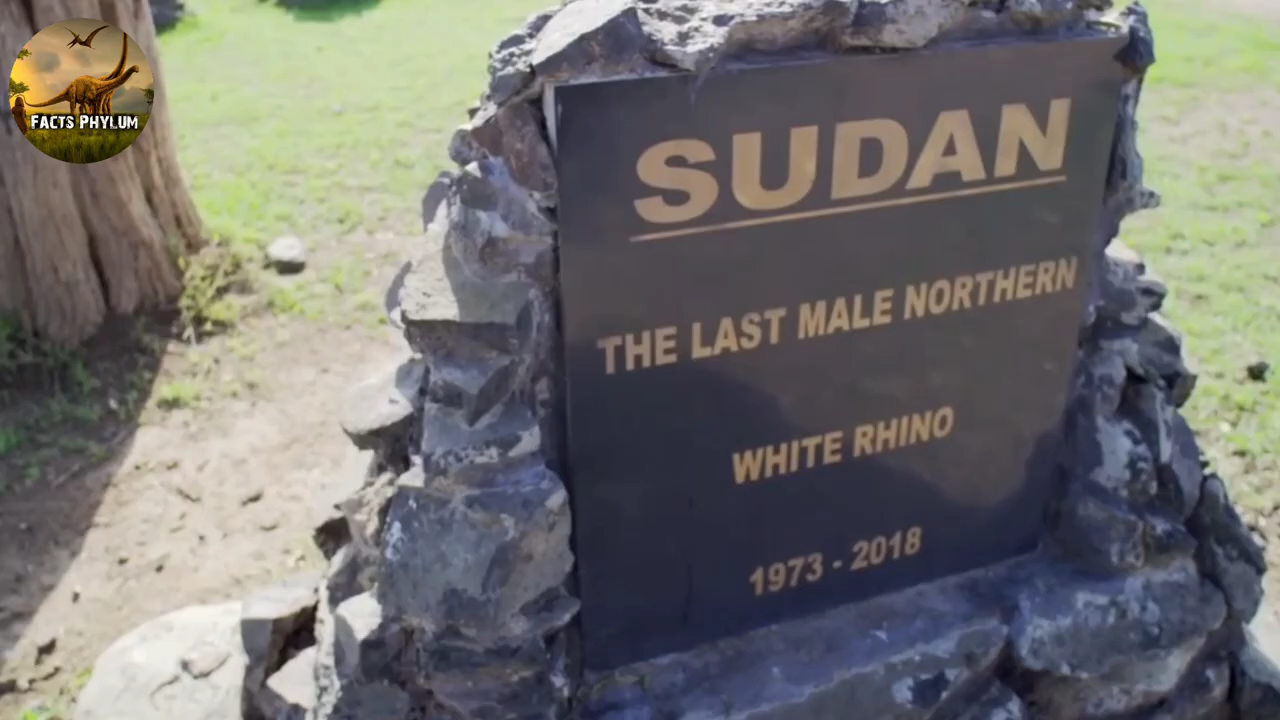 FACTS PHYLUM
SUDAN
THE LAST MALE NORTHERN
WHITE RHINO
1973 - 2018